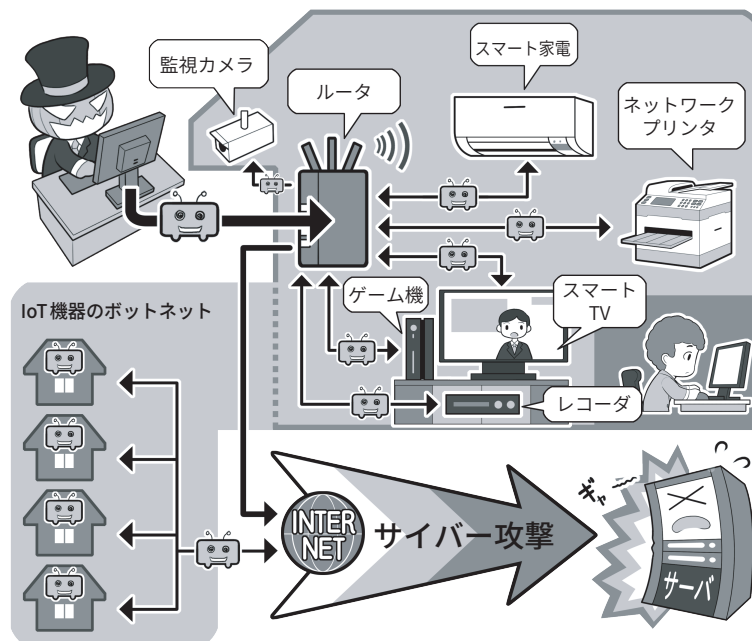 監視カメラ
ルータ
スマート家電
ネットワーク
プリンタ
IoT機器のボットネット
ゲーム機
スマート
TV
レコーダ
INTER
NET
サイバー攻撃
ギャー
サーバ